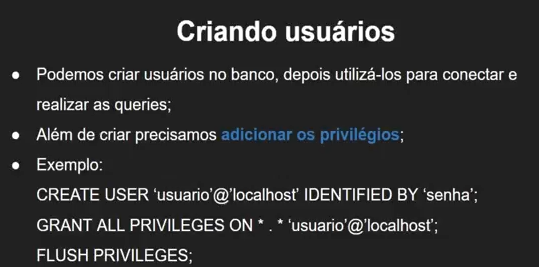 Criando usuários
● Podemos criar usuários no banco, depois utilizá-los para conectar e
realizar as queries;
● Além de criar precisamos adicionar os privilégios;
● Exemplo:
CREATE USER ‘usuario’@’localhost’ IDENTIFIED BY ‘senha’;
GRANT ALL PRIVILEGES ON * . * ‘usuario’@’localhost’;
FLUSH PRIVILEGES;